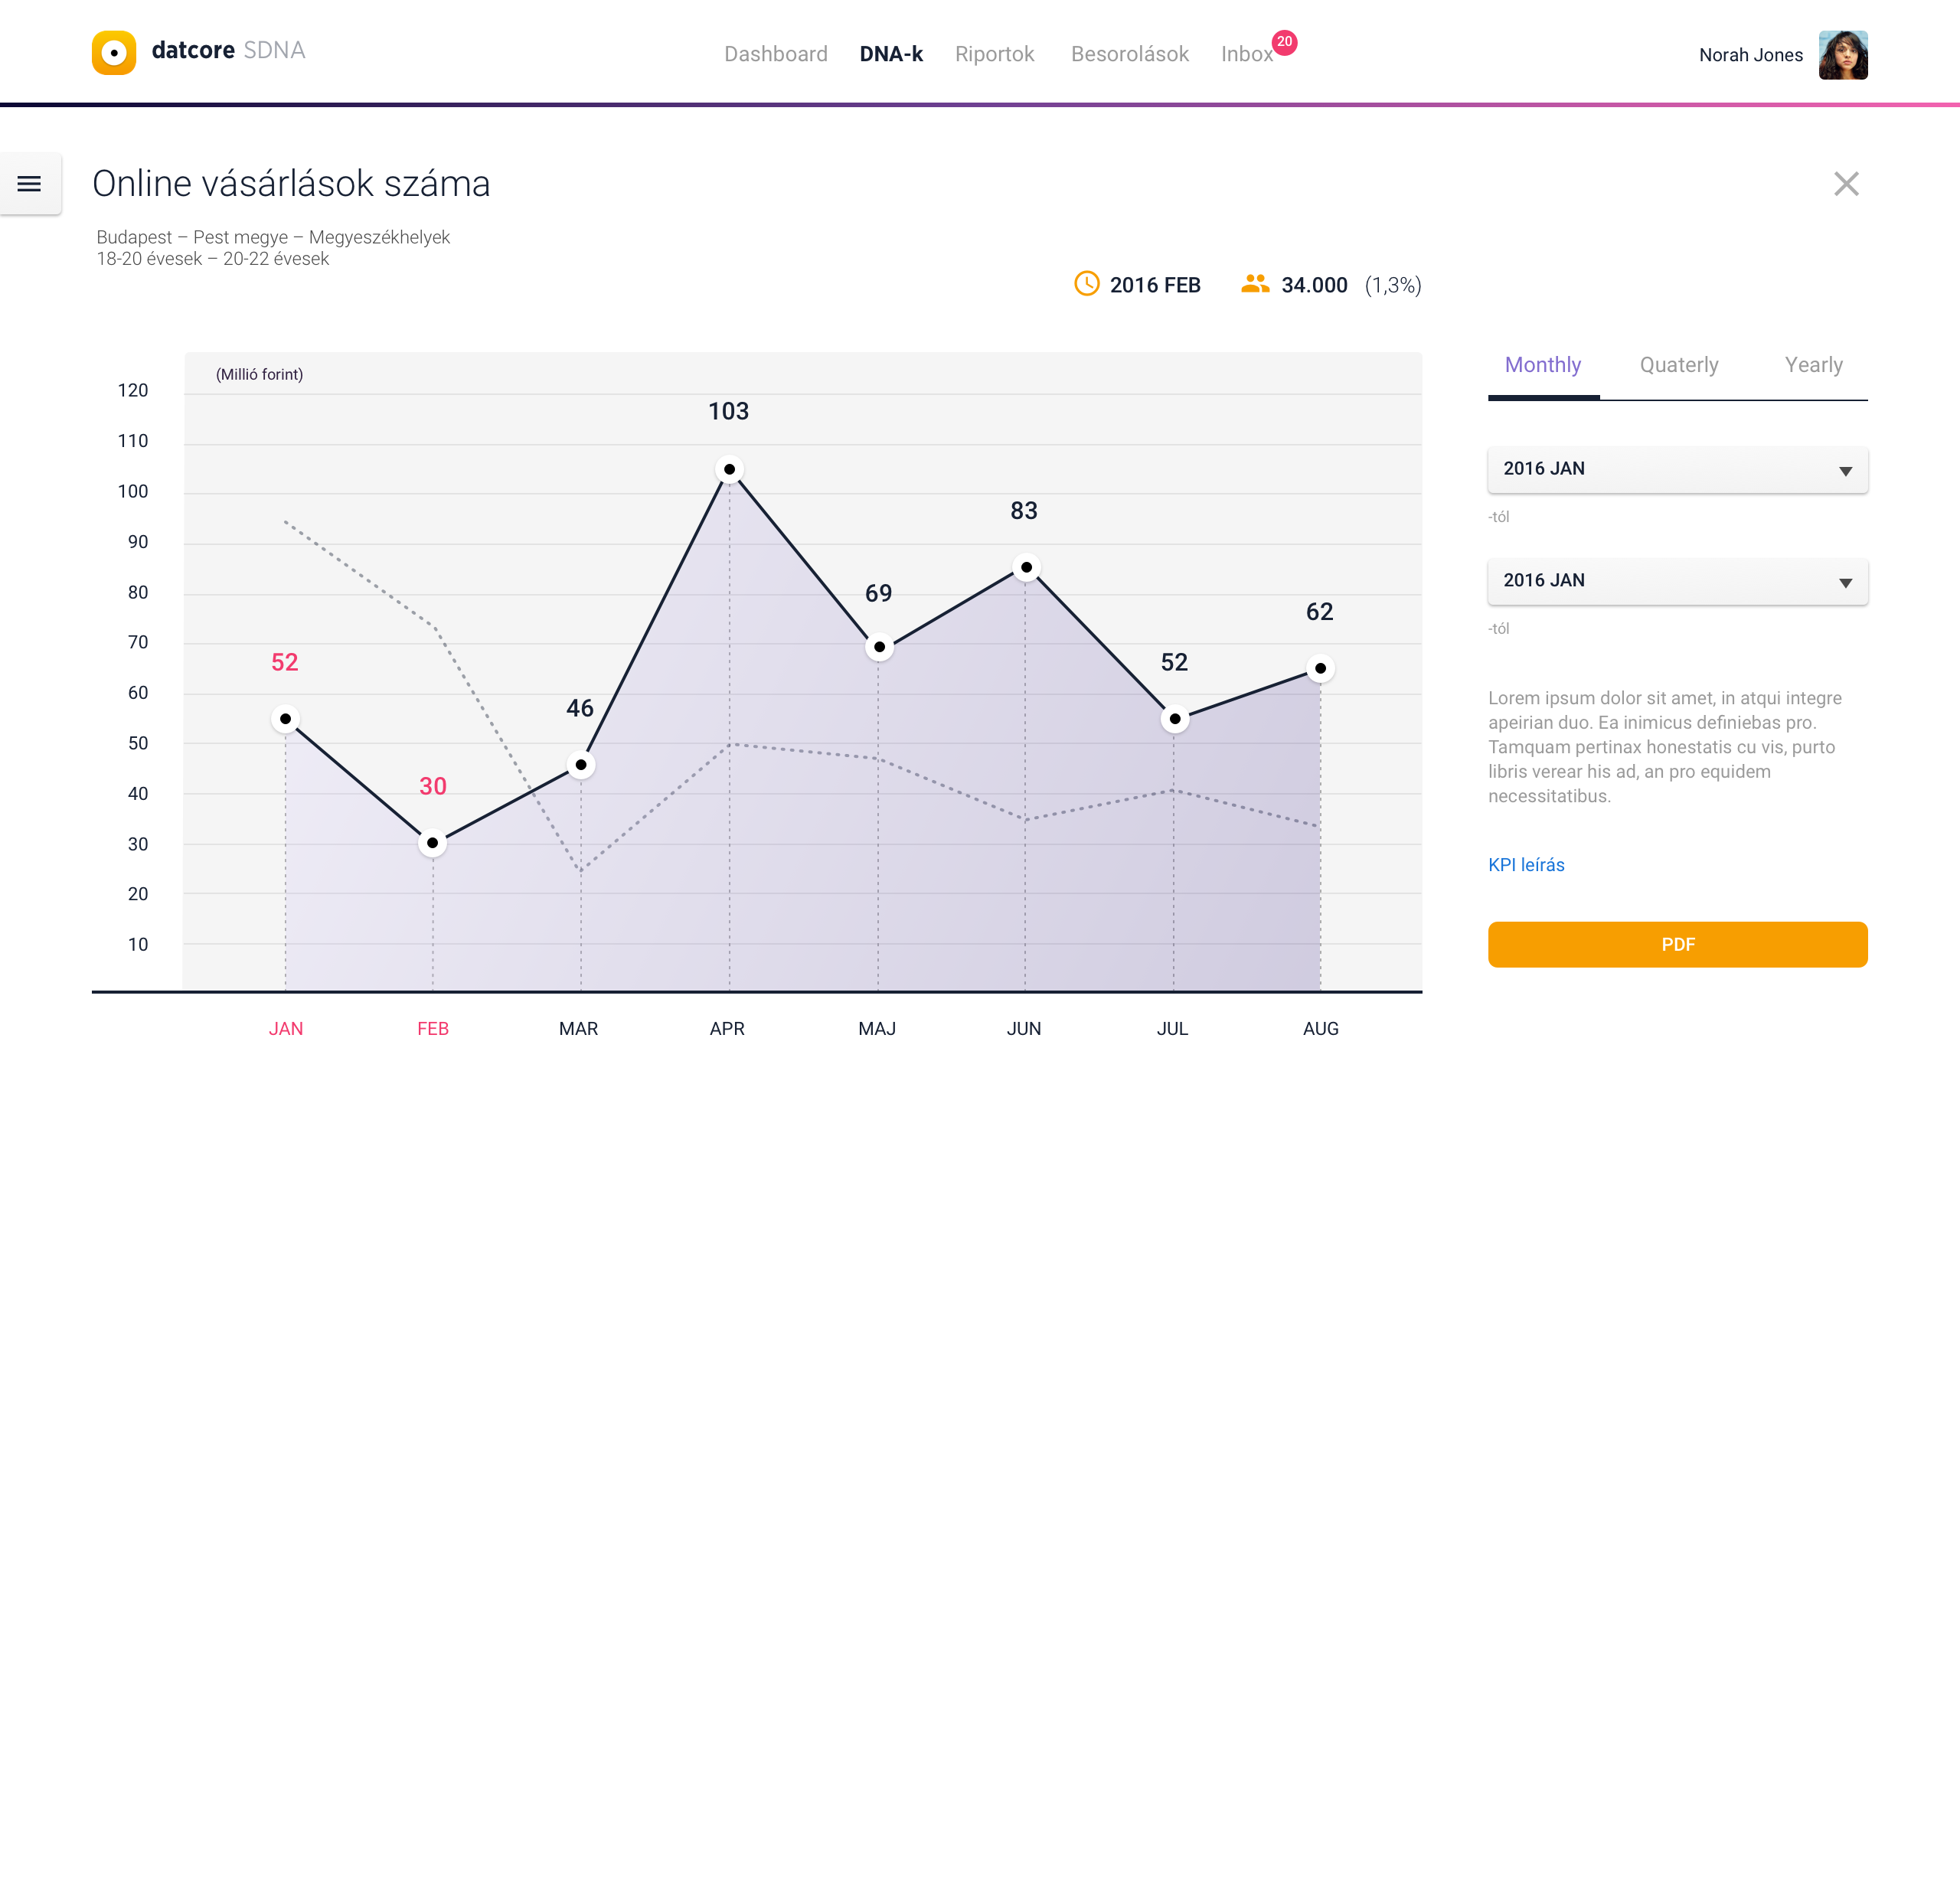 datcore SDNA
Dashboard DNA-k Riportok Besorolások Inbox 20
Norah Jones
Online vásárlások száma
Budapest – Pest megye – Megyeszékhelyek
18-20 évesek – 20-22 évesek
2016 FEB 34.000 (1,3%)
(Millió forint)
120
110
100
90
80
70
60
50
40
30
20
10
52
30
46
103
69
83
52
62
JAN FEB MAR APR MAJ JUN JUL AUG
Monthly Quaterly Yearly
2016 JAN
-tól
2016 JAN
-tól
Lorem ipsum dolor sit amet, in atqui integre
apeirian duo. Ea inimicus definiebas pro.
Tamquam pertinax honestatis cu vis, purto
libris verear his ad, an pro equidem
necessitatibus.
KPI leírás
PDF